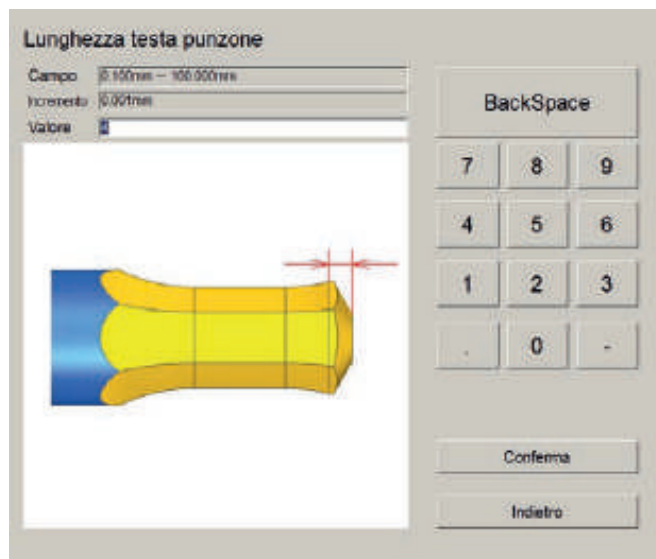 Lunghezza testa punzone
Campo 0.100mm – 100.000mm
Incremento 0.001mm
Valore
BackSpace
7 8 9
4 5 6
1 2 3
. 0 -
Conferma
Indietro